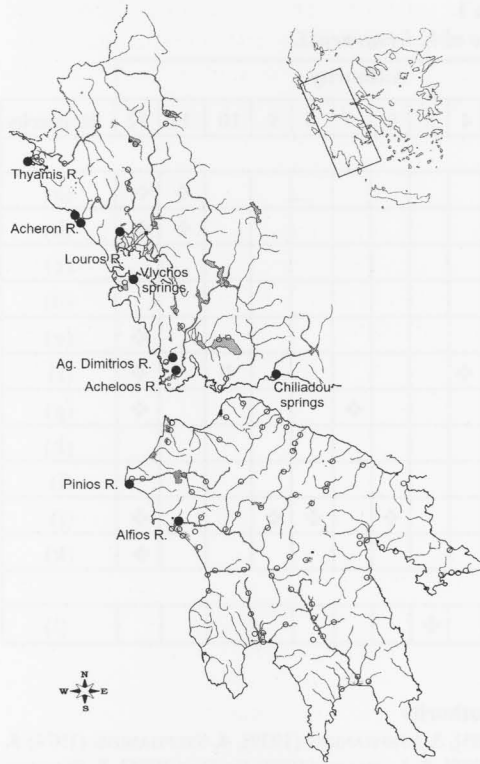 Thyamis R.
Acheron R.
Louros R.
Vlychos
springs
Ag. Dimitrios R.
Acheloos R.
Chiliadou
springs
Pinios R.
Alfios R.
N
W E
S